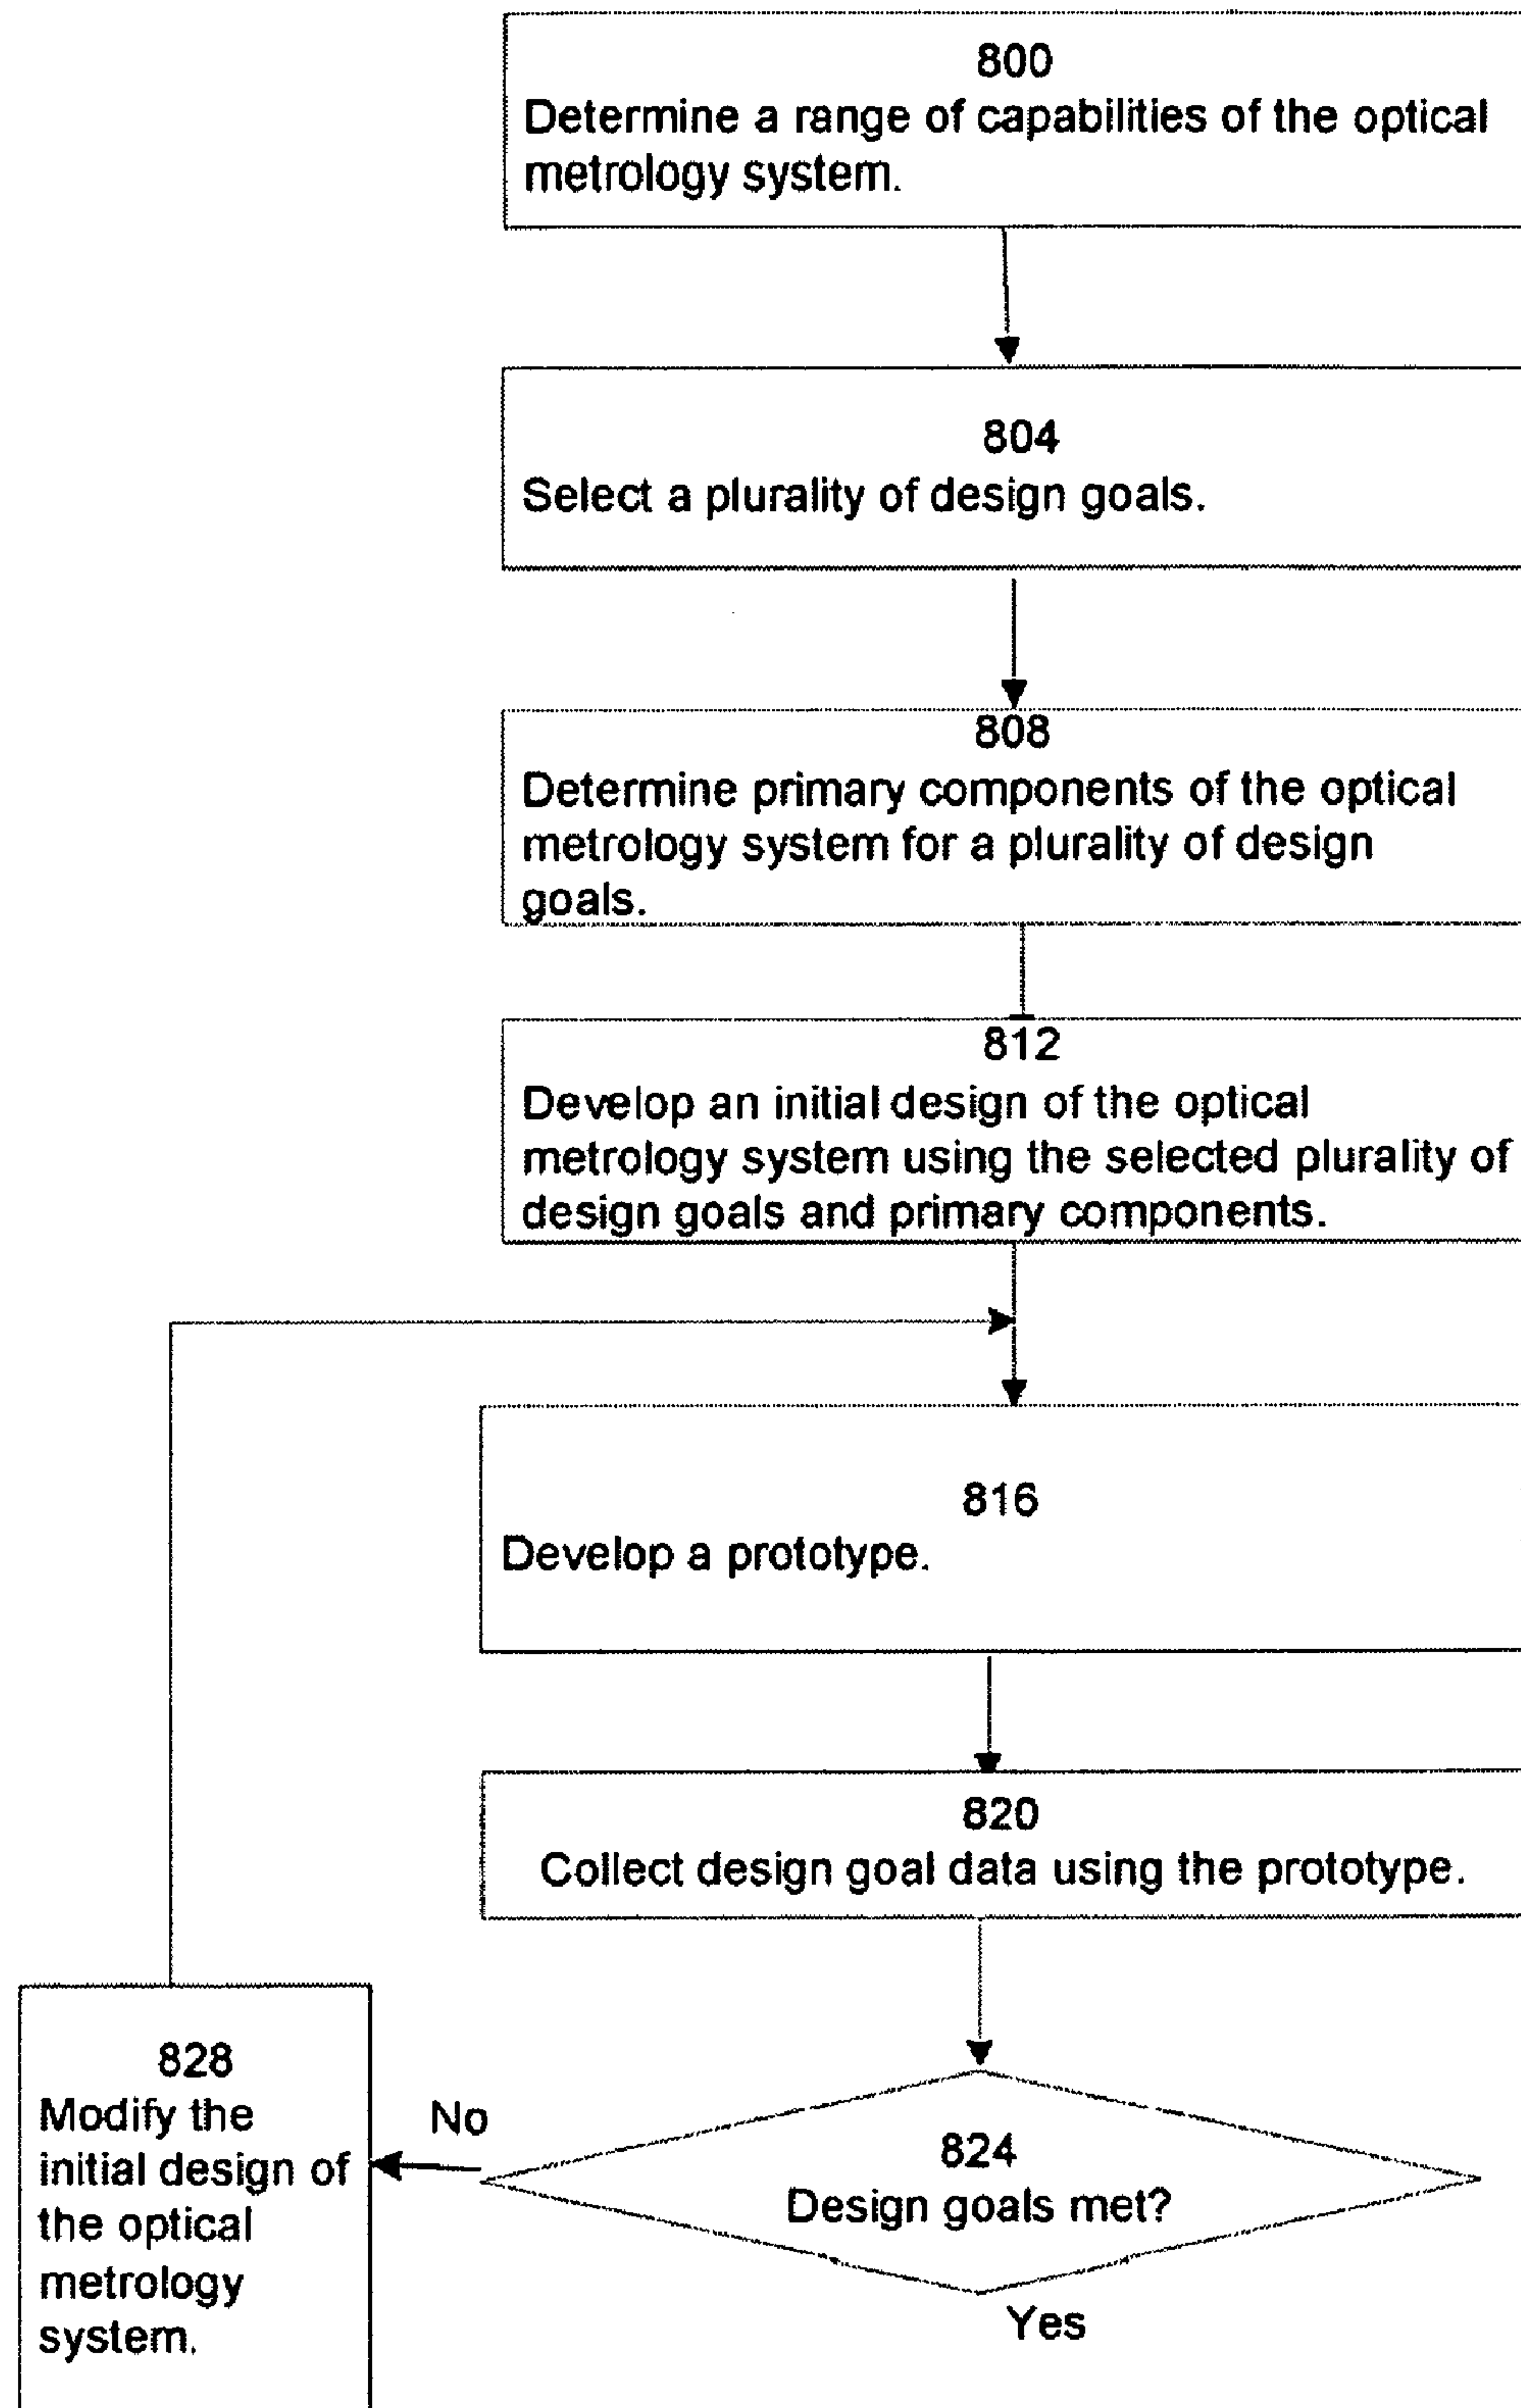 800
Determine a range of capabilities of the optical
metrology system.
804
Select a plurality of design goals.
808
Determine primary components of the optical
metrology system for a plurality of design
goals.
812
Develop an initial design of the optical
metrology system using the selected plurality of
design goals and primary components.
816
Develop a prototype.
820
Collect design goal data using the prototype.
824
Design goals met?
No
Yes
828
Modify the
initial design of
the optical
metrology
system.